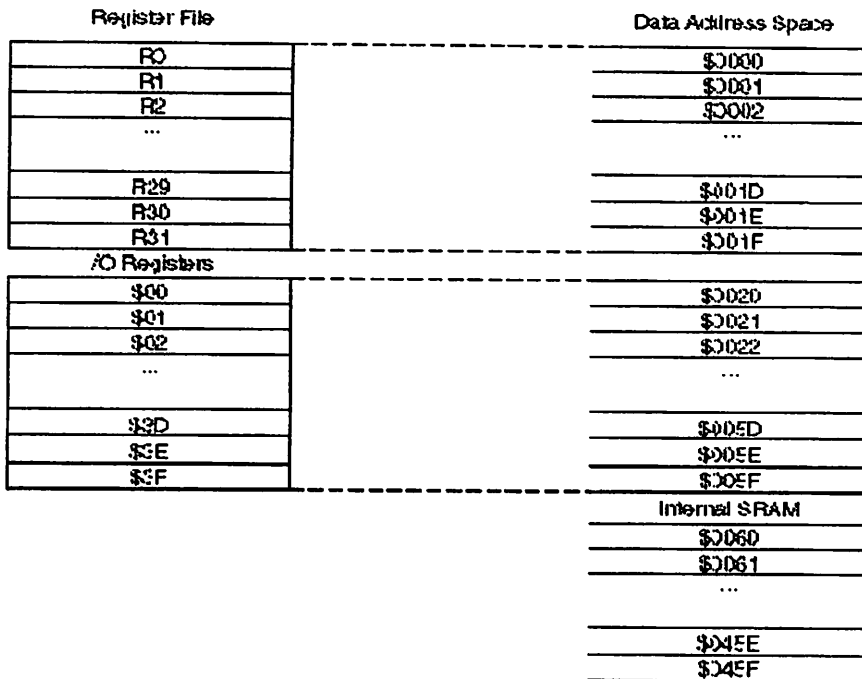 Register File Data Address Space
R0 $0000
R1 $0001
R2 $0002
... ...
R29 $001D
R30 $001E
R31 $001F
I/O Registers
$00 $0020
$01 $0021
$02 $0022
... ...
$3D $005D
$3E $005E
$3F $005F
Internal SRAM
$0060
$0061
...
$045E
$045F